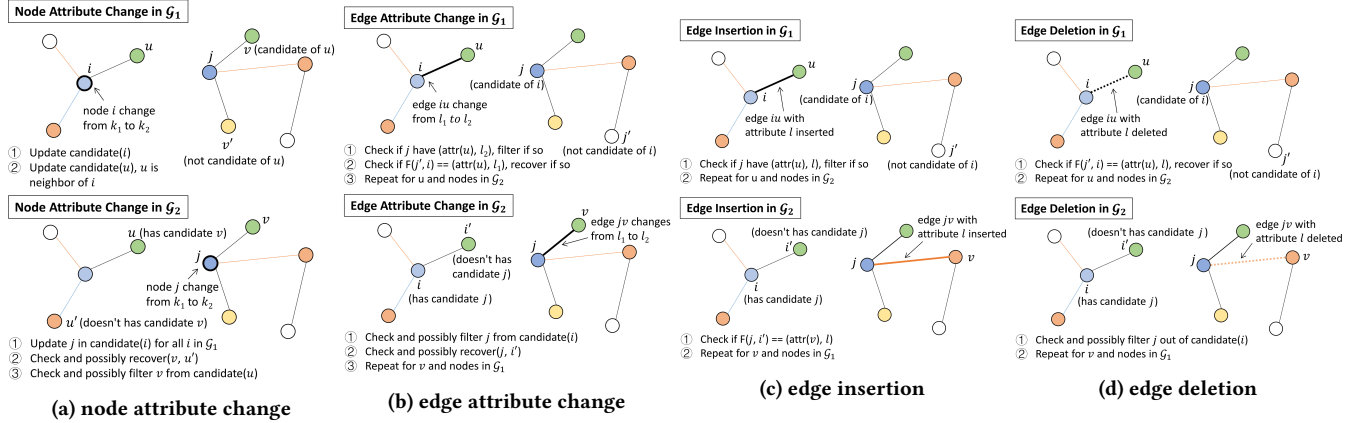 Node Attribute Change in 𝒢₁
i
u
j
v (candidate of u)
node i change
from k₁ to k₂
v′
(not candidate of u)
① Update candidate(i)
② Update candidate(u), u is
neighbor of i
Node Attribute Change in 𝒢₂
u (has candidate v)
v
j
node j change
from k₁ to k₂
u′ (doesn't has candidate v)
① Update j in candidate(i) for all i in 𝒢₁
② Check and possibly recover(v, u′)
③ Check and possibly filter v from candidate(u)
(a) node attribute change
Edge Attribute Change in 𝒢₁
u
i
j
(candidate of i)
edge iu change
from l₁ to l₂
j′
(not candidate of i)
① Check if j have (attr(u), l₂), filter if so
② Check if F(j′, i) == (attr(u), l₁), recover if so
③ Repeat for u and nodes in 𝒢₂
Edge Attribute Change in 𝒢₂
v
i′
j
edge jv changes
from l₁ to l₂
(doesn't has
candidate j)
i
(has candidate j)
① Check and possibly filter j from candidate(i)
② Check and possibly recover(j, i′)
③ Repeat for v and nodes in 𝒢₁
(b) edge attribute change
Edge Insertion in 𝒢₁
u
j
i
(candidate of i)
edge iu with
attribute l inserted
j′
(not candidate of i)
① Check if j have (attr(u), l), filter if so
② Repeat for u and nodes in 𝒢₂
Edge Insertion in 𝒢₂
edge jv with
attribute l inserted
(doesn't has candidate j)
i′
j
v
i
(has candidate j)
① Check if F(j, i′) == (attr(v), l)
② Repeat for v and nodes in 𝒢₁
(c) edge insertion
Edge Deletion in 𝒢₁
u
i
j
(candidate of i)
edge iu with
attribute l deleted
j′
① Check if F(j′, i) == (attr(u), l), recover if so
② Repeat for u and nodes in 𝒢₂
(not candidate of i)
Edge Deletion in 𝒢₂
edge jv with
attribute l deleted
(doesn't has candidate j)
i′
j
v
i
(has candidate j)
① Check and possibly filter j out of candidate(i)
② Repeat for v and nodes in 𝒢₁
(d) edge deletion